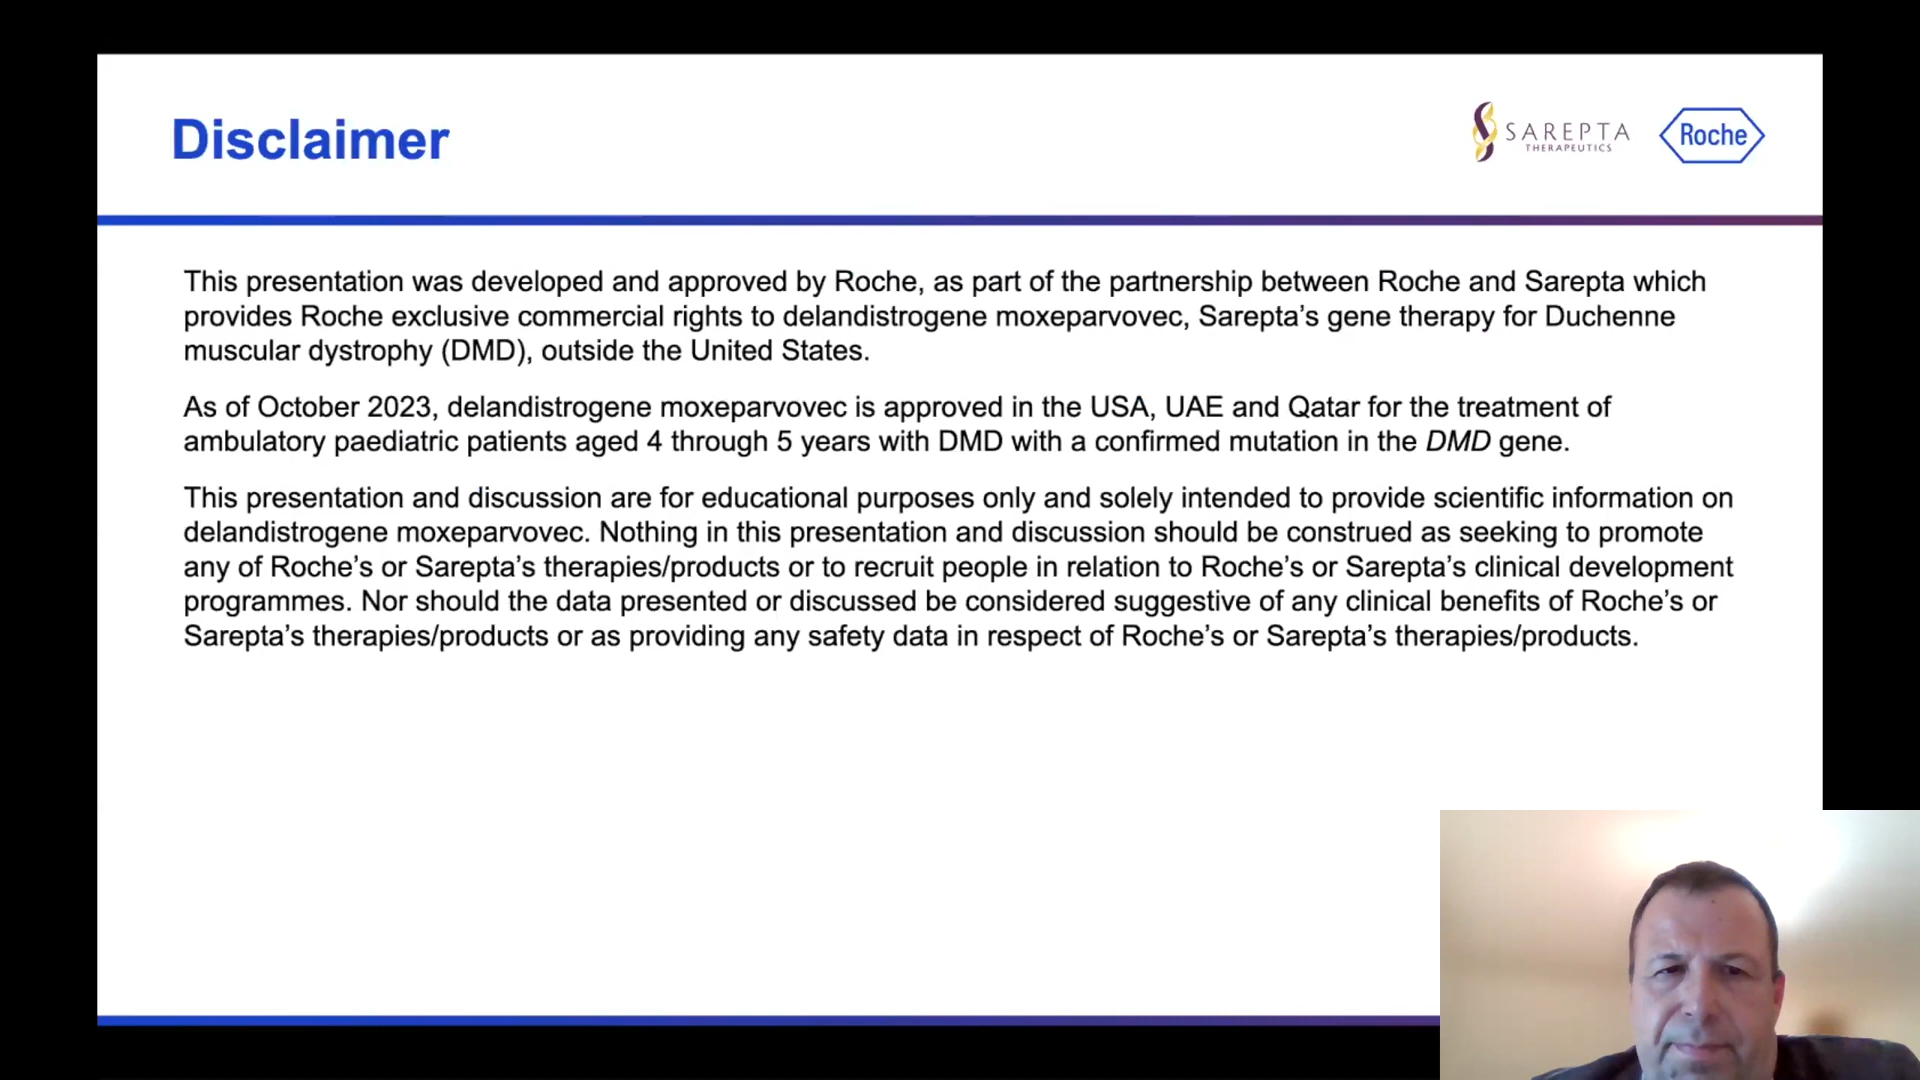 Disclaimer
SAREPTA
THERAPEUTICS
Roche
This presentation was developed and approved by Roche, as part of the partnership between Roche and Sarepta which
provides Roche exclusive commercial rights to delandistrogene moxeparvovec, Sarepta’s gene therapy for Duchenne
muscular dystrophy (DMD), outside the United States.
As of October 2023, delandistrogene moxeparvovec is approved in the USA, UAE and Qatar for the treatment of
ambulatory paediatric patients aged 4 through 5 years with DMD with a confirmed mutation in the DMD gene.
This presentation and discussion are for educational purposes only and solely intended to provide scientific information on
delandistrogene moxeparvovec. Nothing in this presentation and discussion should be construed as seeking to promote
any of Roche’s or Sarepta’s therapies/products or to recruit people in relation to Roche’s or Sarepta’s clinical development
programmes. Nor should the data presented or discussed be considered suggestive of any clinical benefits of Roche’s or
Sarepta’s therapies/products or as providing any safety data in respect of Roche’s or Sarepta’s therapies/products.